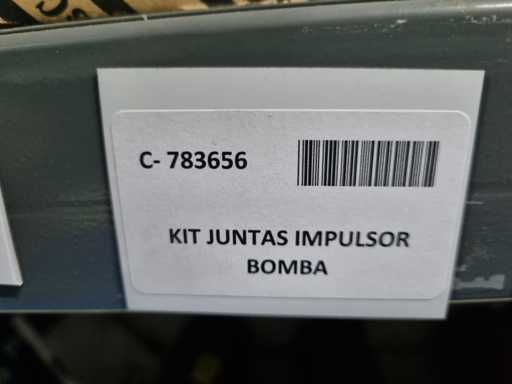 C- 783656
KIT JUNTAS IMPULSOR
BOMBA